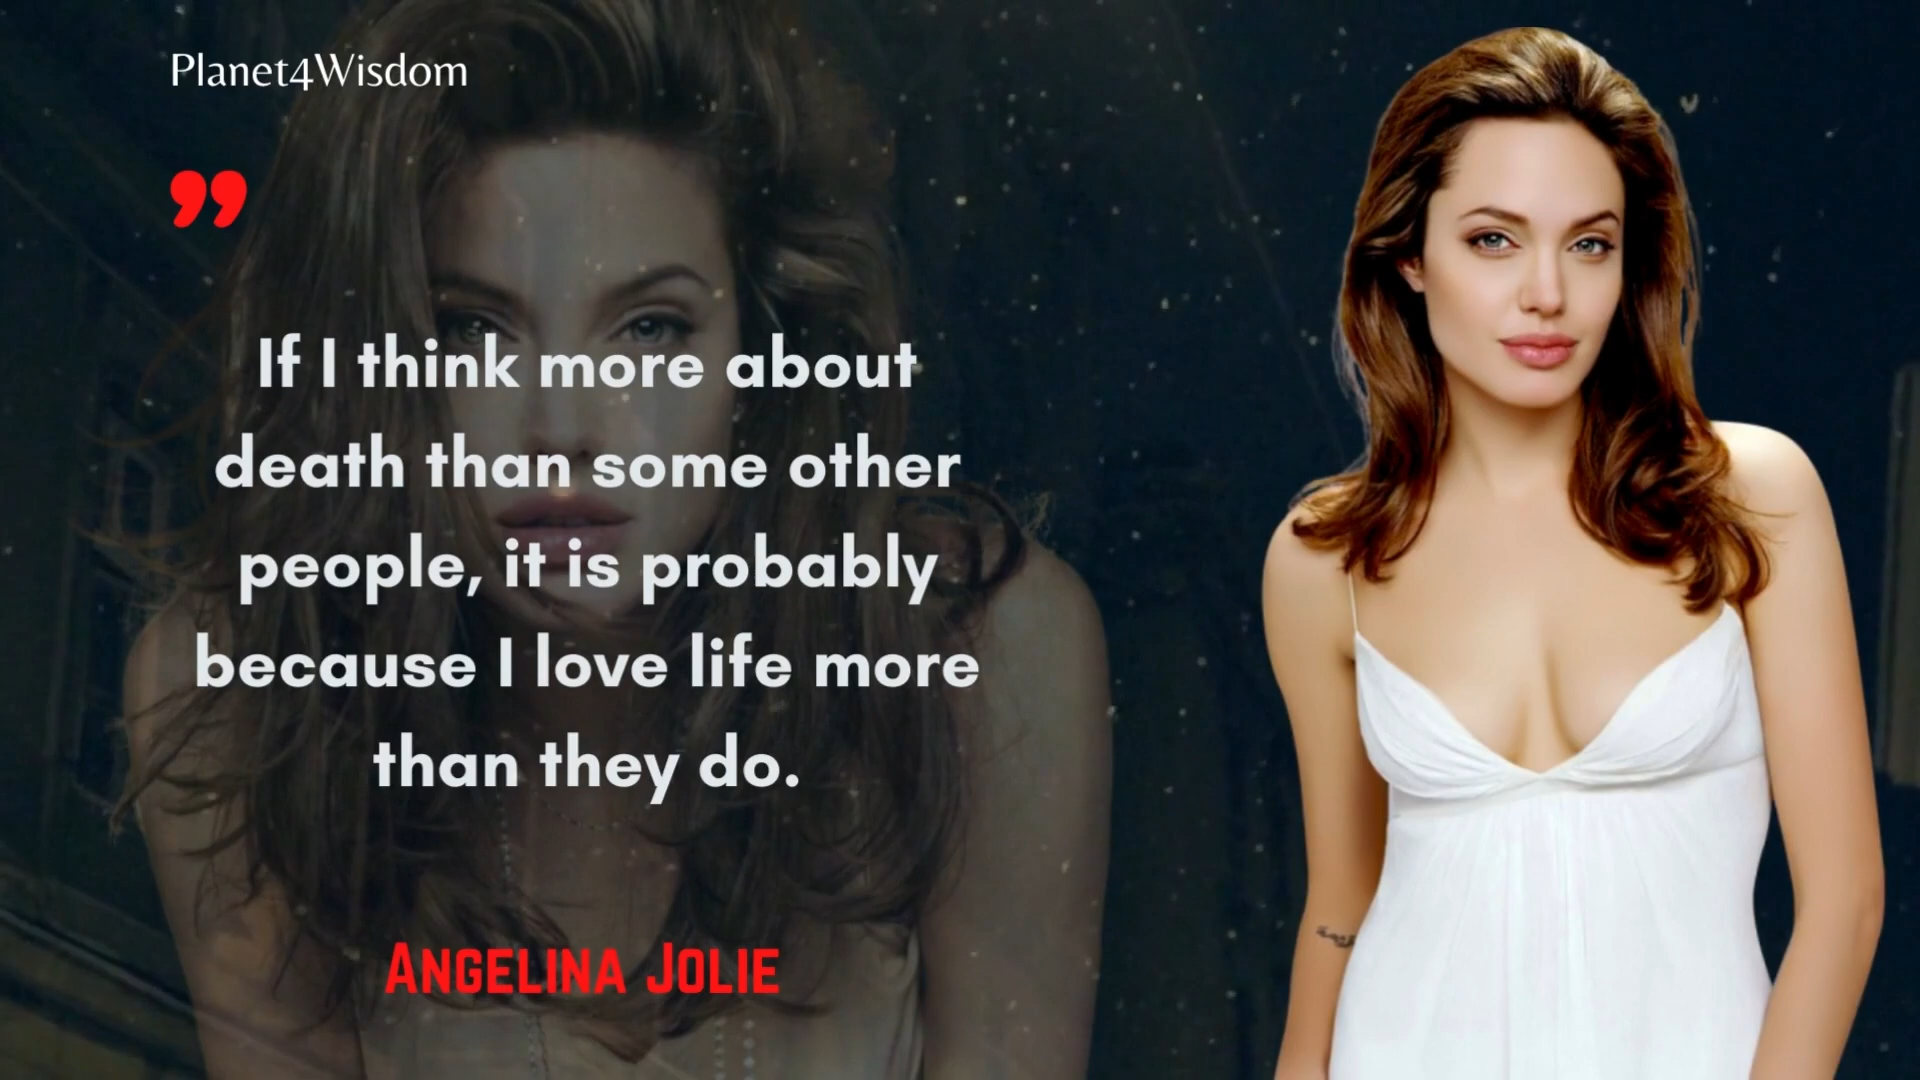 Planet4Wisdom
”
If I think more about
death than some other
people, it is probably
because I love life more
than they do.
Angelina Jolie